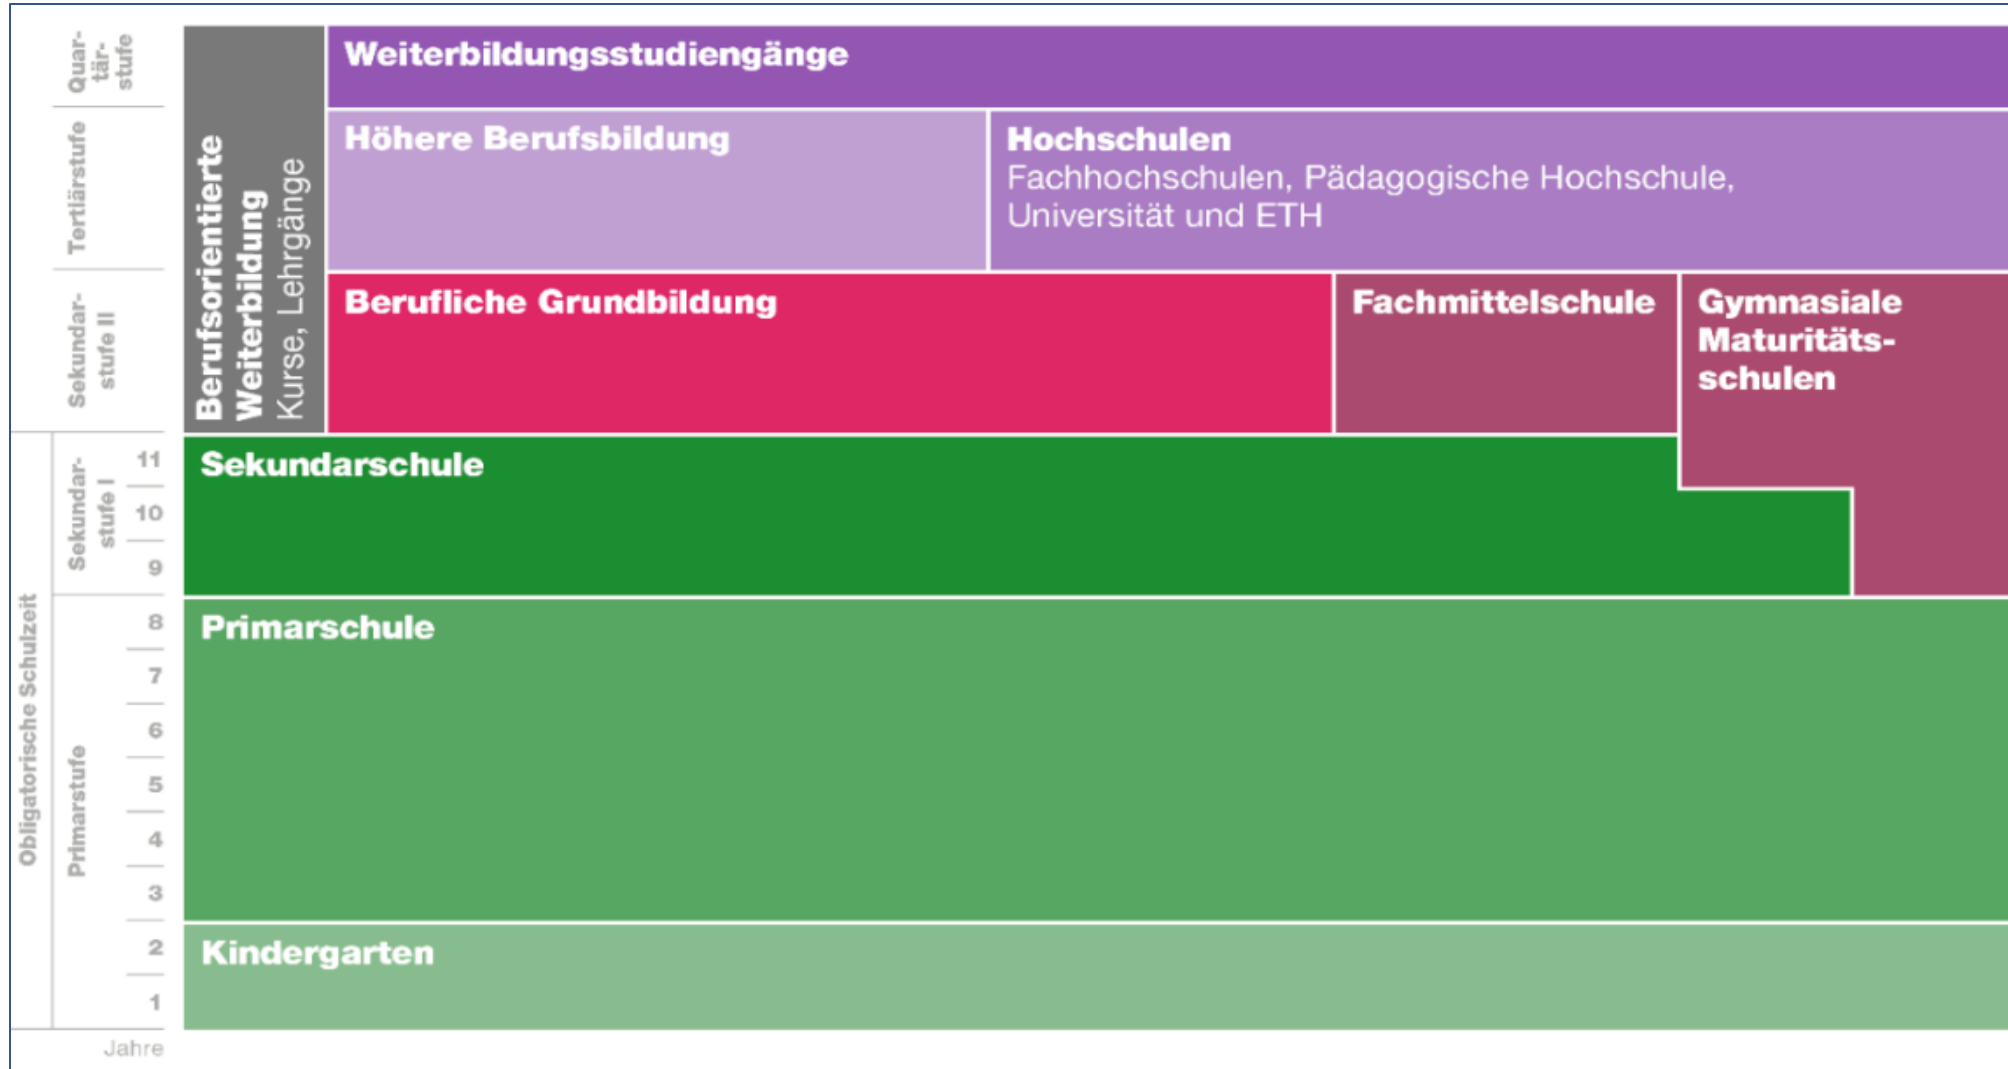 Quar-
tär-
stufe
Weiterbildungsstudiengänge
Tertiärstufe
Höhere Berufsbildung
Hochschulen
Fachhochschulen, Pädagogische Hochschule,
Universität und ETH
Berufsorientierte
Weiterbildung
Kurse, Lehrgänge
Sekundar-
stufe II
Berufliche Grundbildung
Fachmittelschule
Gymnasiale
Maturitäts-
schulen
Obligatorische Schulzeit
Sekundar-
stufe I
11
10
9
Sekundarschule
Primarstufe
8
7
6
5
4
3
Primarschule
2
1
Kindergarten
Jahre